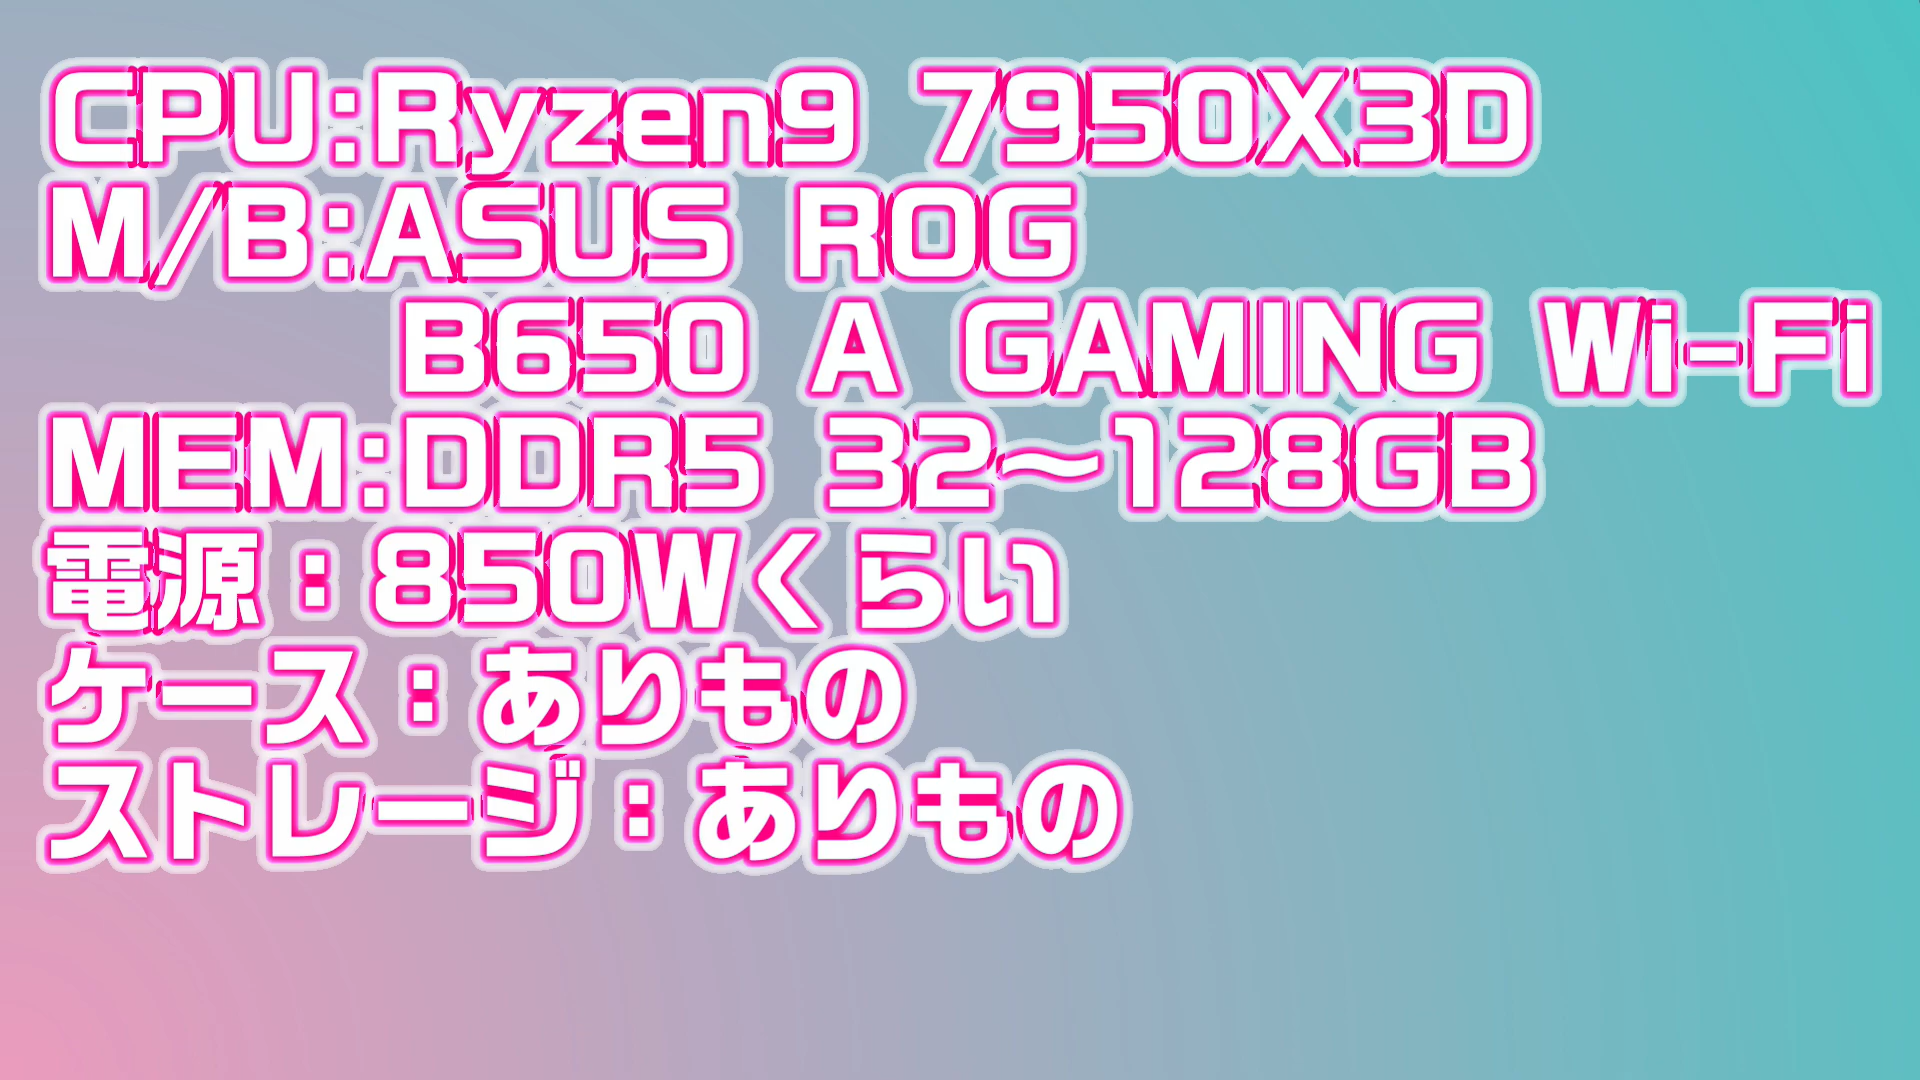 CPU:Ryzen9 7950X3D
M/B:ASUS ROG
B650 A GAMING Wi-Fi
MEM:DDR5 32～128GB
電源：850Wくらい
ケース：ありもの
ストレージ：ありもの